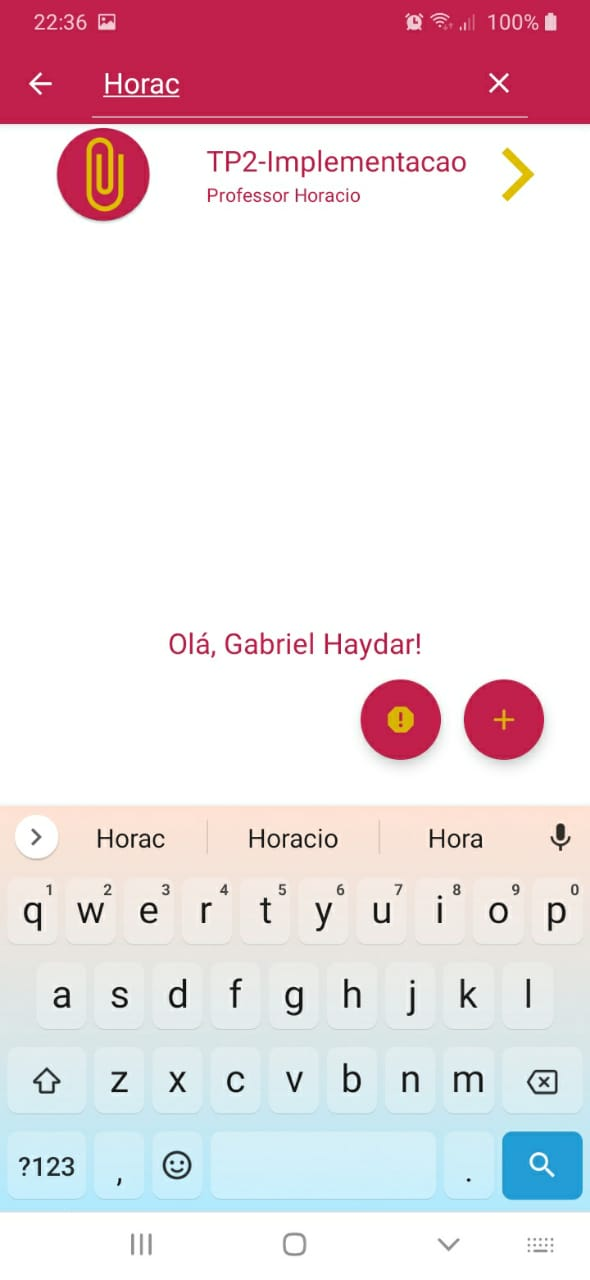 22:36 100%
Horac
TP2-Implementacao
Professor Horacio
Olá, Gabriel Haydar!
Horac Horacio Hora
1 2 3 4 5 6 7 8 9 0
q w e r t y u i o p
a s d f g h j k l
z x c v b n m
?123 , .